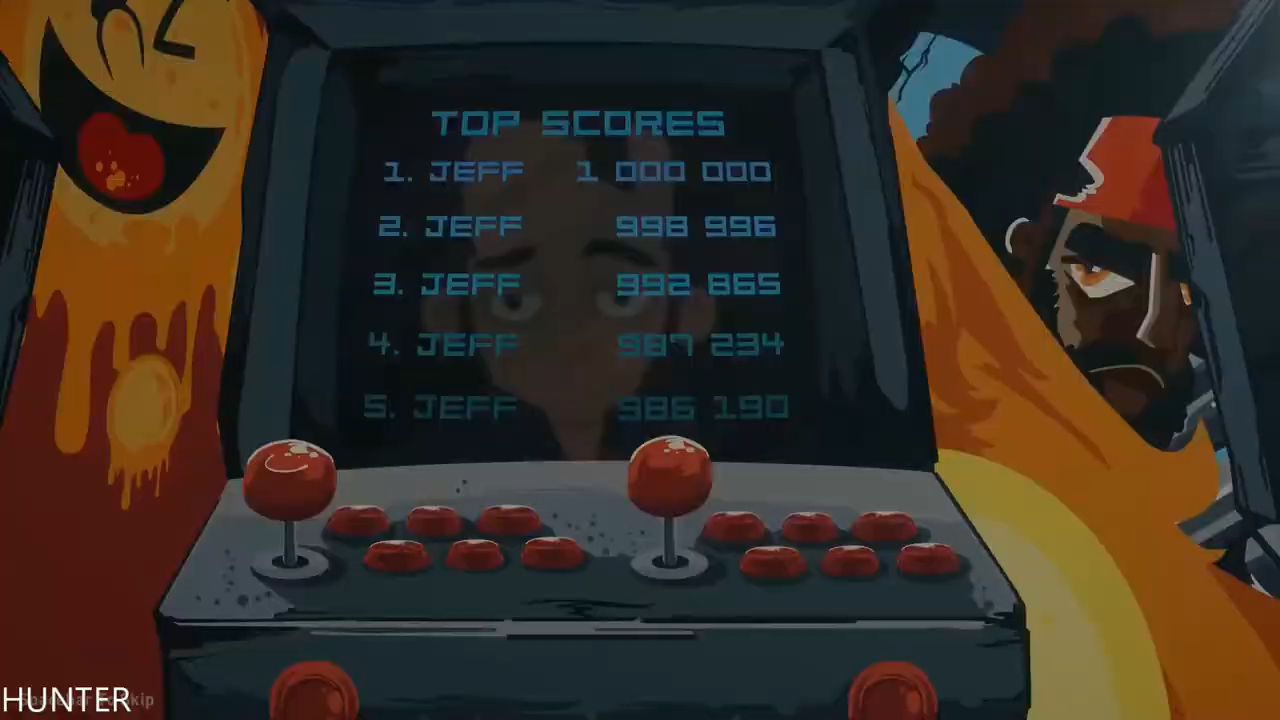 TOP SCORES
1. JEFF 1 000 000
2. JEFF 998 996
3. JEFF 992 865
4. JEFF 987 234
5. JEFF 986 190
HUNTER